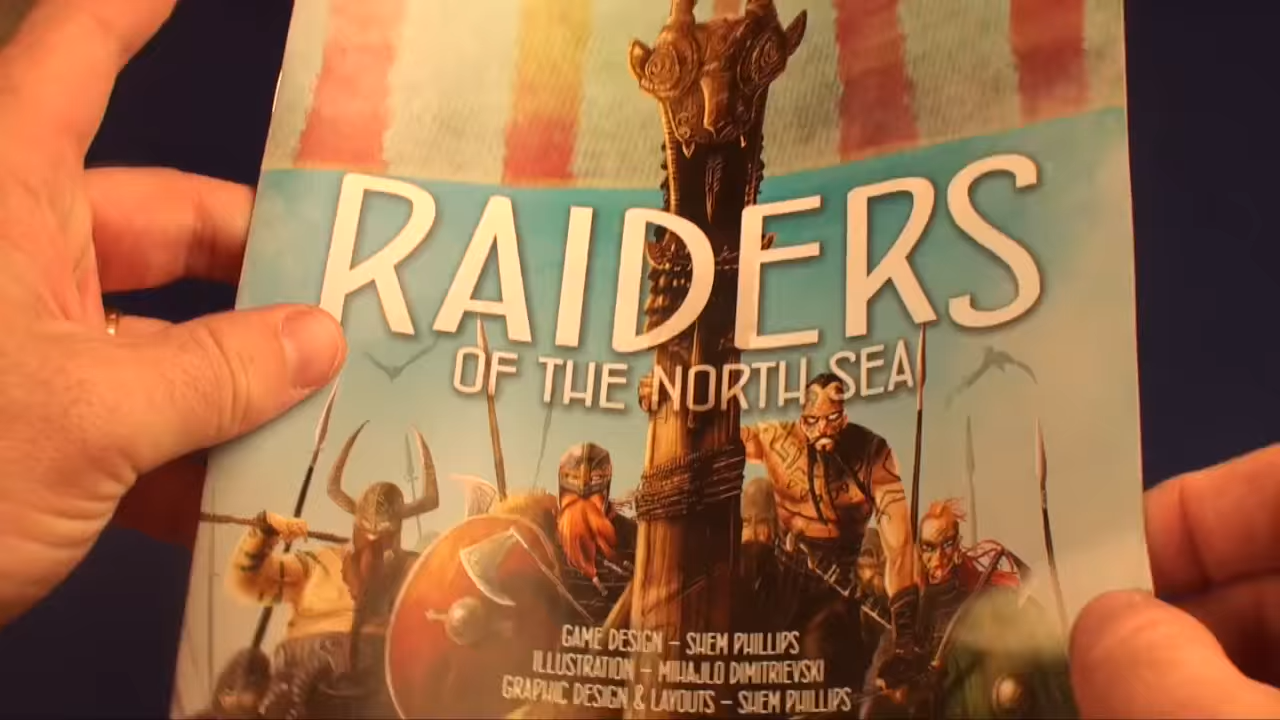 RAIDERS
OF THE NORTH SEA
GAME DESIGN – SHEM PHILLIPS
ILLUSTRATION – MIHAJLO DIMITRIEVSKI
GRAPHIC DESIGN & LAYOUTS – SHEM PHILLIPS